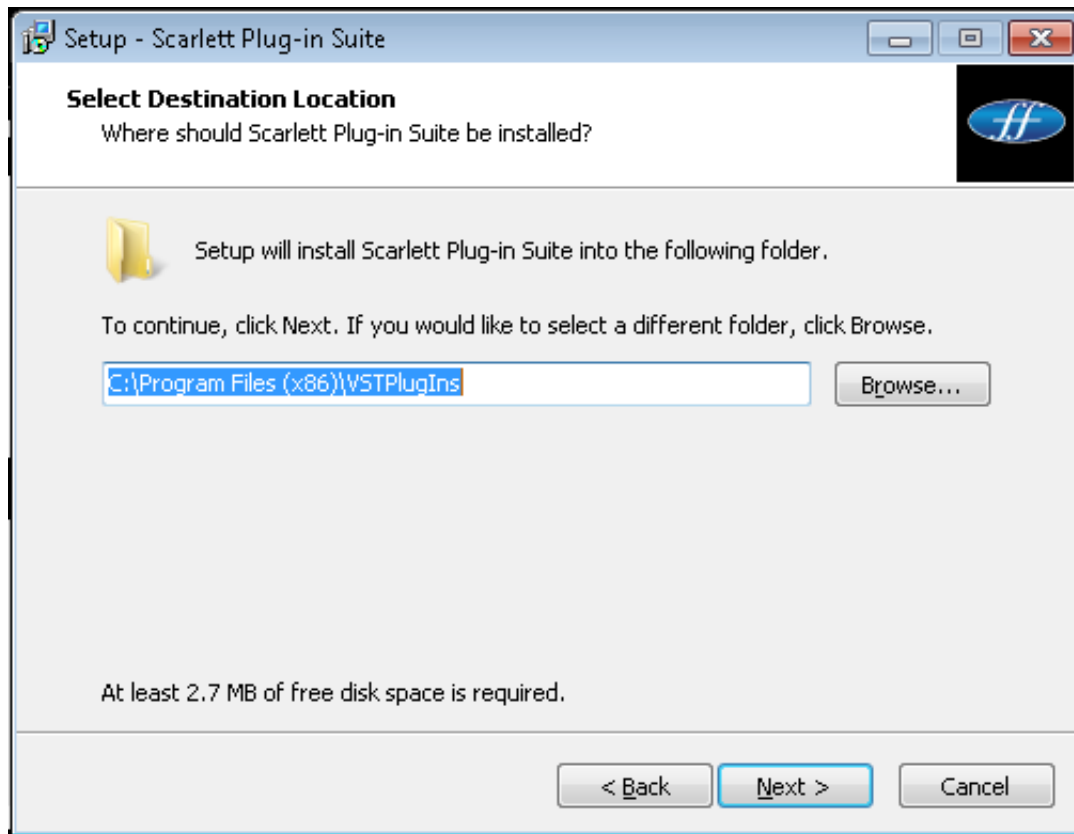 Setup - Scarlett Plug-in Suite
Select Destination Location
Where should Scarlett Plug-in Suite be installed?
ff
Setup will install Scarlett Plug-in Suite into the following folder.
To continue, click Next. If you would like to select a different folder, click Browse.
C:\Program Files (x86)\VSTPlugIns
Browse...
At least 2.7 MB of free disk space is required.
< Back
Next >
Cancel